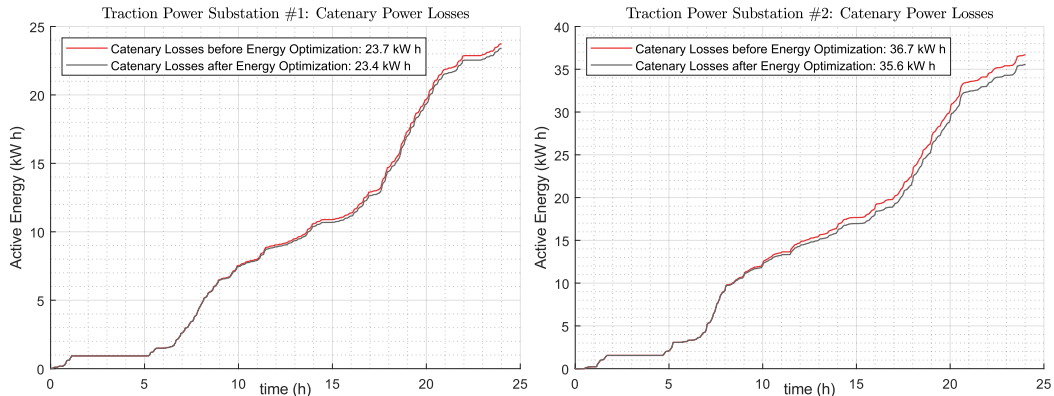 Traction Power Substation #1: Catenary Power Losses
Catenary Losses before Energy Optimization: 23.7 kW h
Catenary Losses after Energy Optimization: 23.4 kW h
Active Energy (kW h)
25
20
15
10
5
0
0 5 10 15 20 25
time (h)
Traction Power Substation #2: Catenary Power Losses
Catenary Losses before Energy Optimization: 36.7 kW h
Catenary Losses after Energy Optimization: 35.6 kW h
Active Energy (kW h)
40
35
30
25
20
15
10
5
0
0 5 10 15 20 25
time (h)